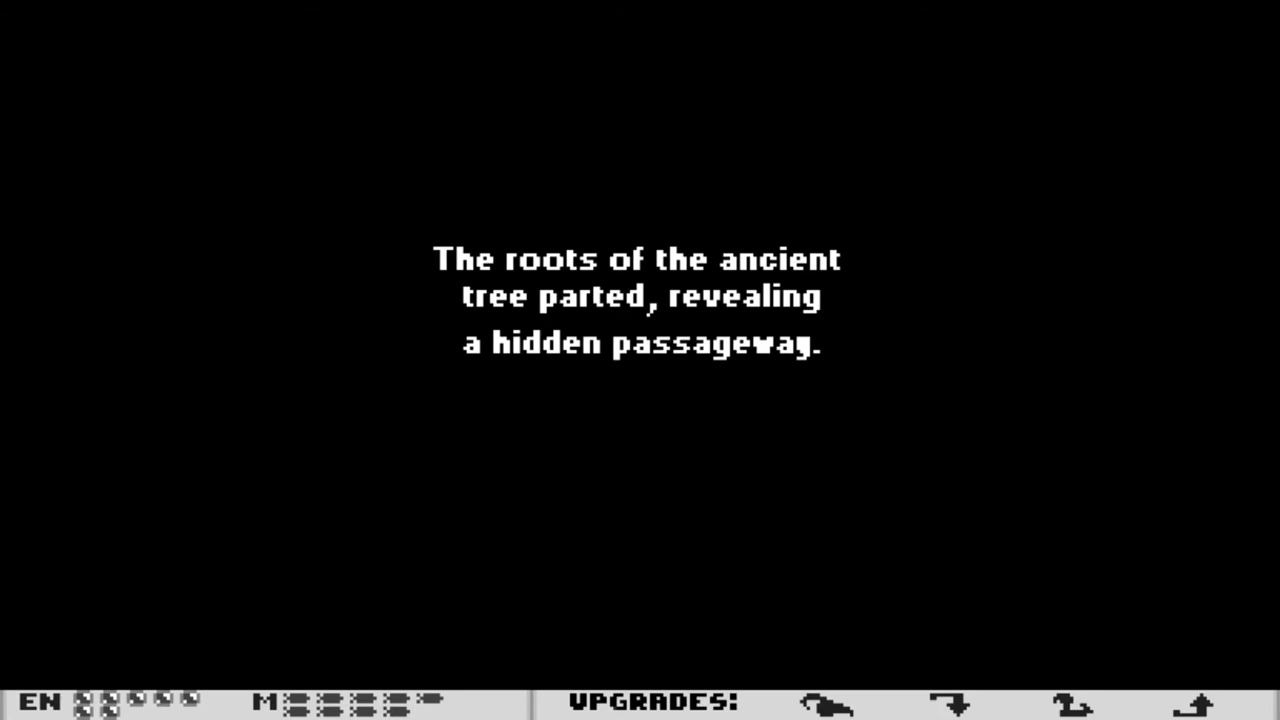 The roots of the ancient
tree parted, revealing
a hidden passageway.
EN M UPGRADES: